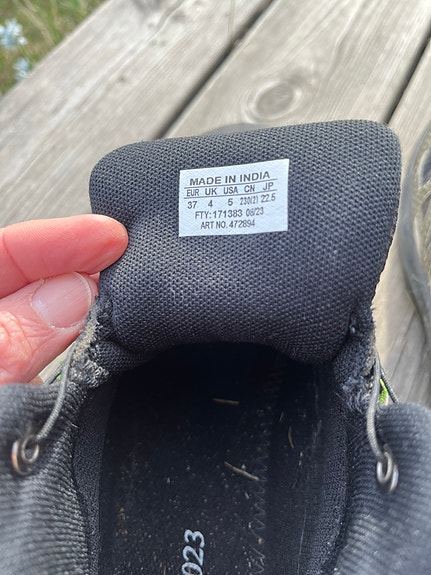 MADE IN INDIA
EUR UK USA CN JP
37 4 5 230(2) 22.5
FTY:171383 08/23
ART NO. 472894
023